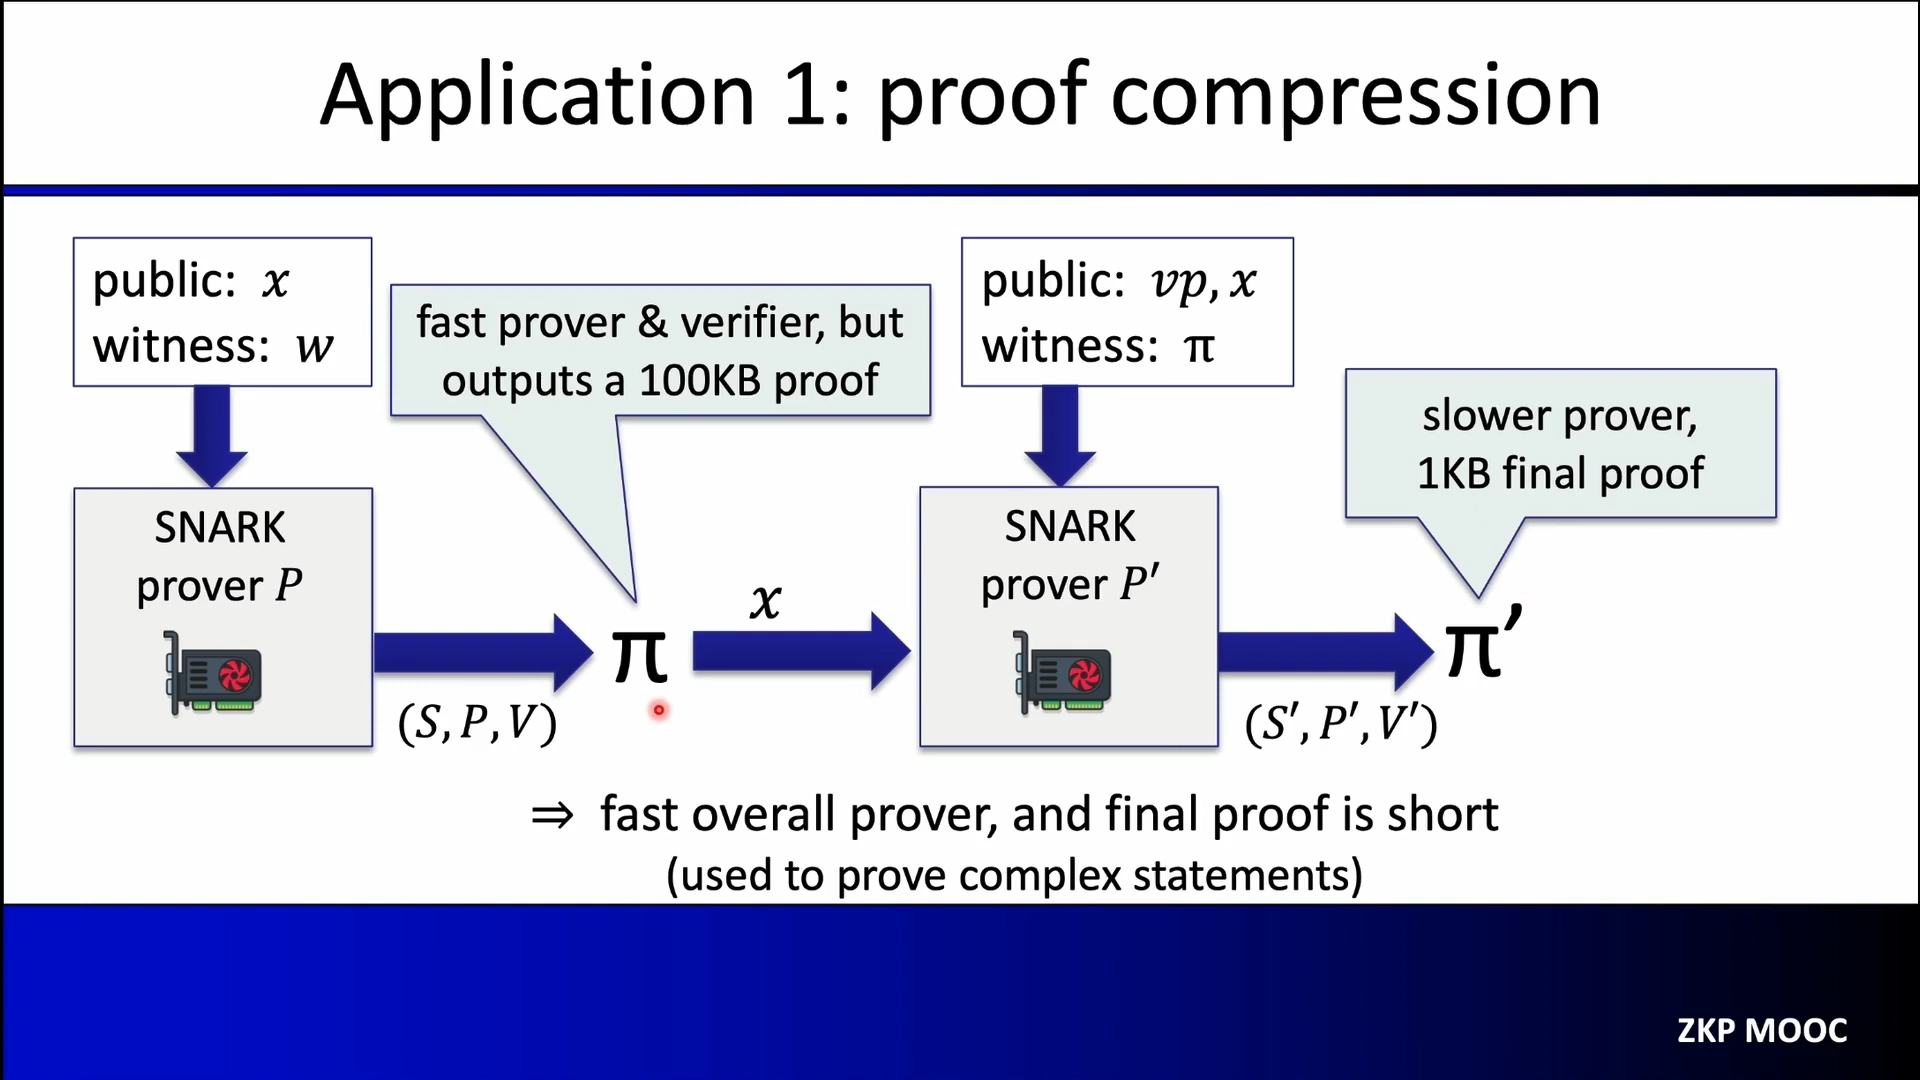 Application 1: proof compression
public: x
witness: w
fast prover & verifier, but
outputs a 100KB proof
public: vp, x
witness: π
slower prover,
1KB final proof
SNARK
prover P
(S, P, V)
π
x
SNARK
prover P′
(S′, P′, V′)
π′
⇒ fast overall prover, and final proof is short
(used to prove complex statements)
ZKP MOOC